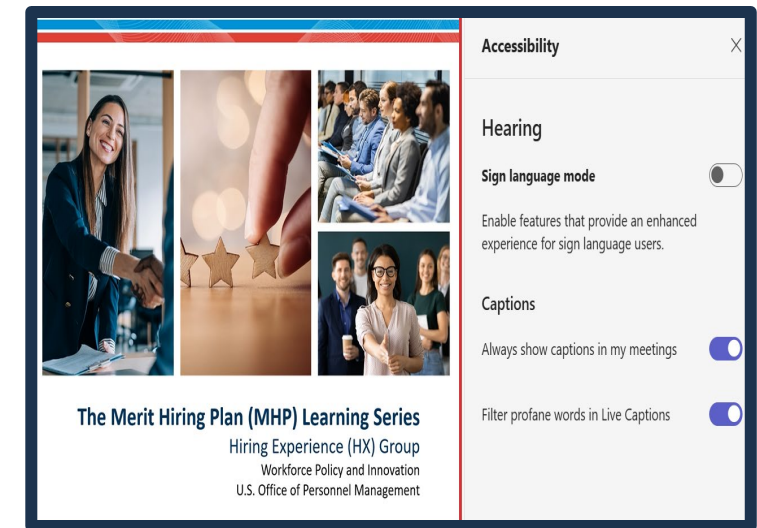 The Merit Hiring Plan (MHP) Learning Series
Hiring Experience (HX) Group
Workforce Policy and Innovation
U.S. Office of Personnel Management
Accessibility
Hearing
Sign language mode
Enable features that provide an enhanced
experience for sign language users.
Captions
Always show captions in my meetings
Filter profane words in Live Captions